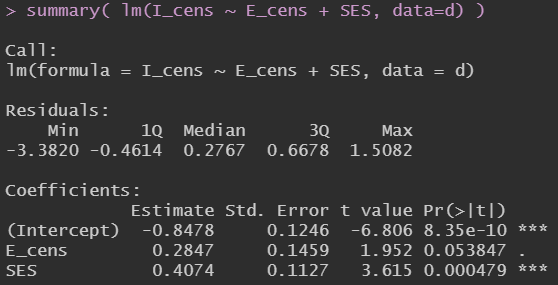 > summary( lm(I_cens ~ E_cens + SES, data=d) )
Call:
lm(formula = I_cens ~ E_cens + SES, data = d)
Residuals:
    Min      1Q  Median      3Q     Max
-3.3820 -0.4614  0.2767  0.6678  1.5082
Coefficients:
            Estimate Std. Error t value Pr(>|t|)
(Intercept)  -0.8478     0.1246  -6.806 8.35e-10 ***
E_cens        0.2847     0.1459   1.952 0.053847 .
SES           0.4074     0.1127   3.615 0.000479 ***